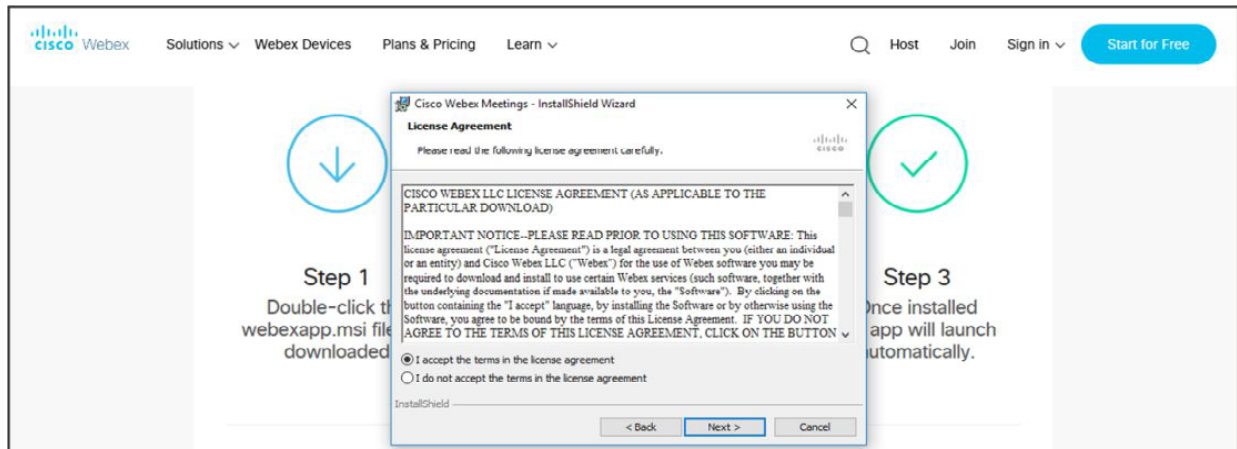 CISCO Webex
Solutions Webex Devices Plans & Pricing Learn Host Join Sign in Start for Free
Cisco Webex Meetings - InstallShield Wizard
License Agreement
Please read the following license agreement carefully.
CISCO
CISCO WEBEX LLC LICENSE AGREEMENT (AS APPLICABLE TO THE
PARTICULAR DOWNLOAD)
IMPORTANT NOTICE--PLEASE READ PRIOR TO USING THIS SOFTWARE: This
license agreement ("License Agreement") is a legal agreement between you (either an individual
or an entity) and Cisco Webex LLC ("Webex") for the use of Webex software you may be
required to download and install to use certain Webex services (such software, together with
the underlying documentation if made available to you, the "Software"). By clicking on the
button containing the "I accept" language, by installing the Software or by otherwise using the
Software, you agree to be bound by the terms of this License Agreement. IF YOU DO NOT
AGREE TO THE TERMS OF THIS LICENSE AGREEMENT, CLICK ON THE BUTTON
I accept the terms in the license agreement
I do not accept the terms in the license agreement
InstallShield
< Back Next > Cancel
Step 1
Double-click
webexapp.msi
downloaded
Step 3
installed
app will launch
automatically.